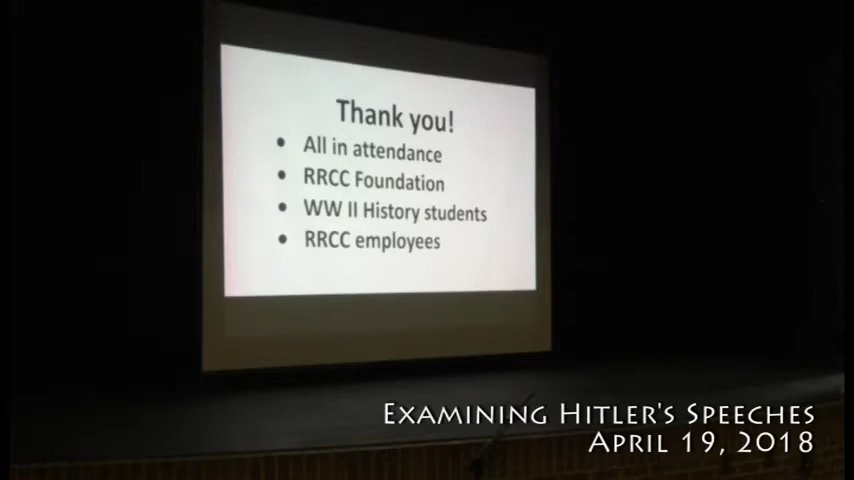 Thank you!
• All in attendance
• RRCC Foundation
• WW II History students
• RRCC employees
Examining Hitler's Speeches
April 19, 2018